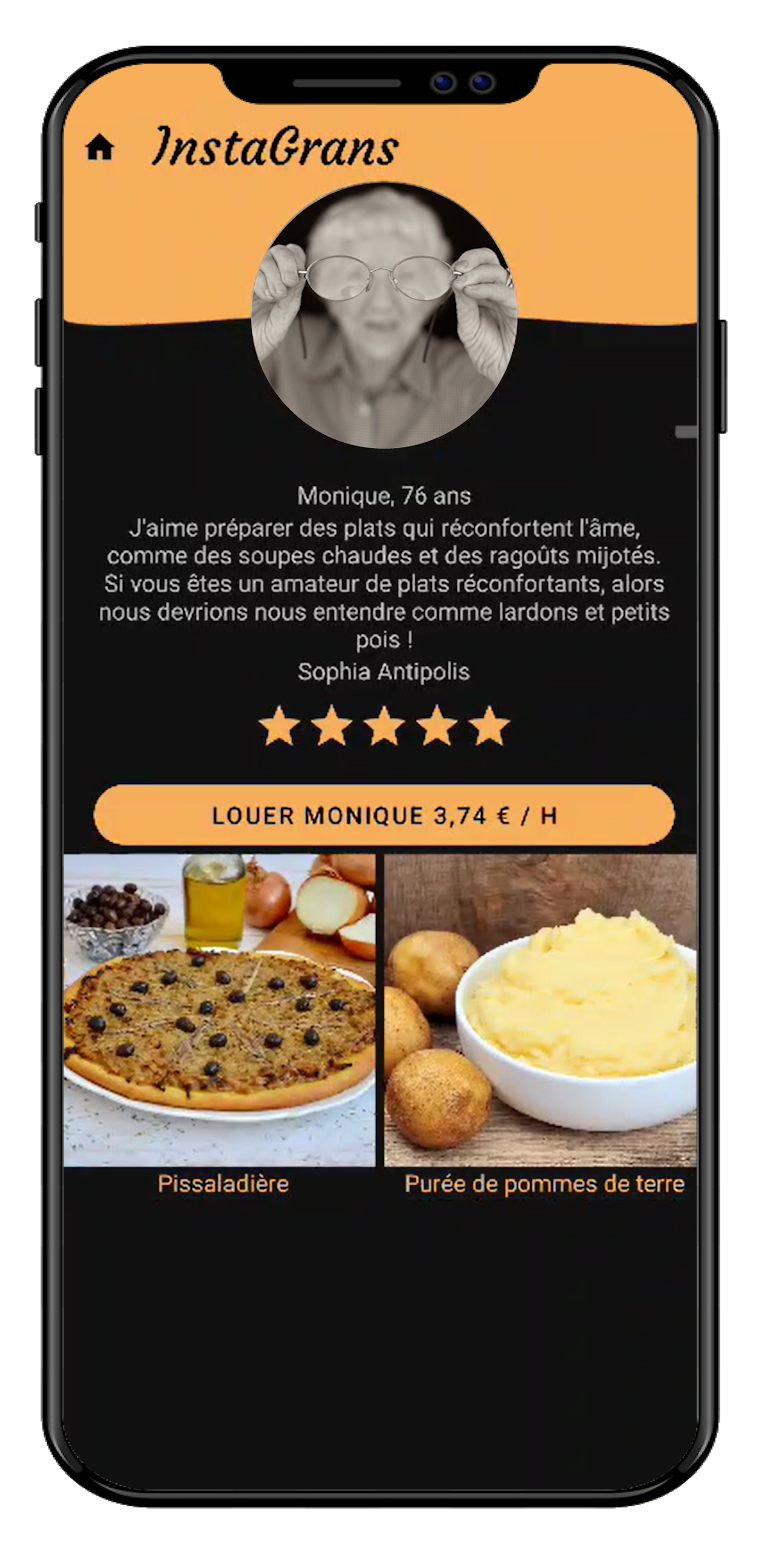 InstaGrans
Monique, 76 ans
J'aime préparer des plats qui réconfortent l'âme,
comme des soupes chaudes et des ragoûts mijotés.
Si vous êtes un amateur de plats réconfortants, alors
nous devrions nous entendre comme lardons et petits
pois !
Sophia Antipolis
LOUER MONIQUE 3,74 € / H
Pissaladière
Purée de pommes de terre